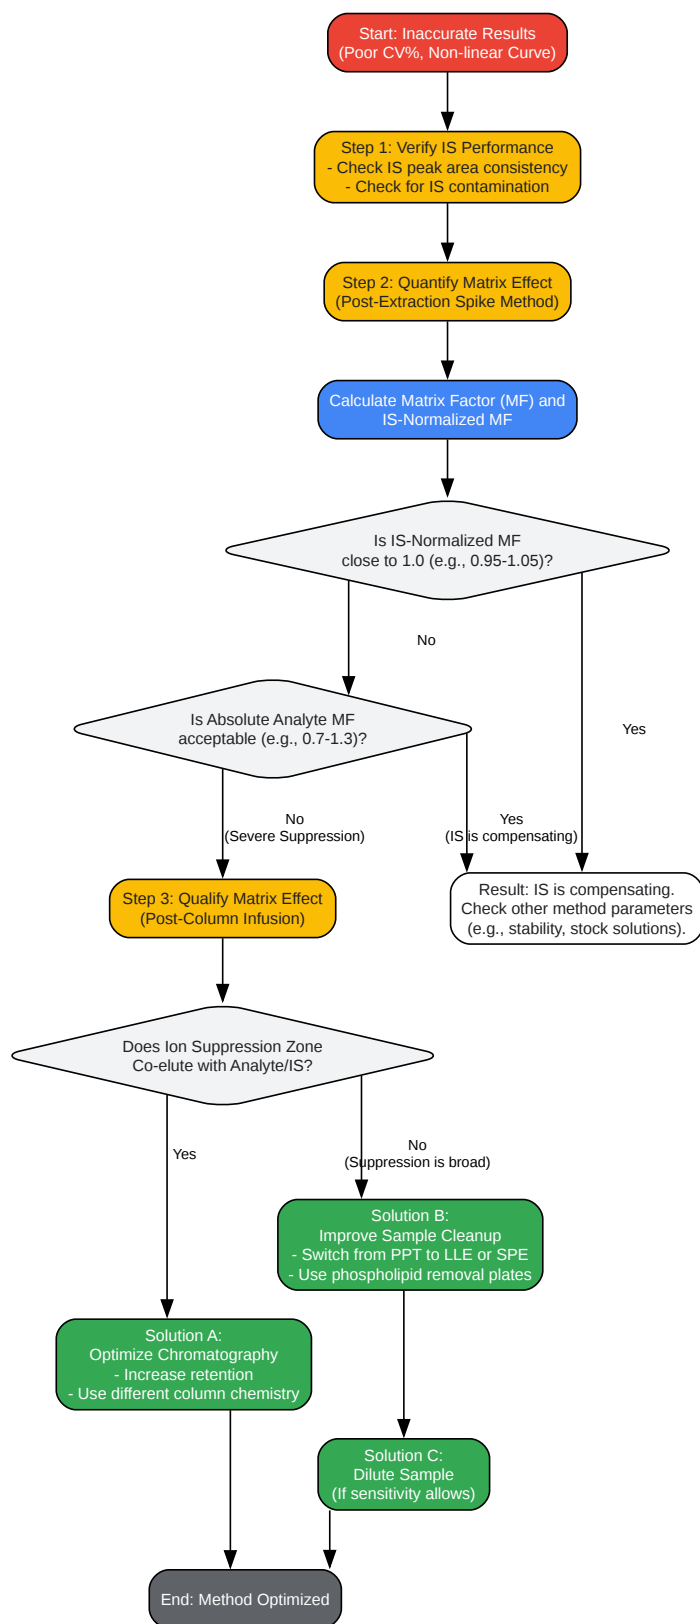 Start: Inaccurate Results
(Poor CV%, Non-linear Curve)
Step 1: Verify IS Performance
- Check IS peak area consistency
- Check for IS contamination
Step 2: Quantify Matrix Effect
(Post-Extraction Spike Method)
Calculate Matrix Factor (MF) and
IS-Normalized MF
Is IS-Normalized MF
close to 1.0 (e.g., 0.95-1.05)?
No
Yes
Is Absolute Analyte MF
acceptable (e.g., 0.7-1.3)?
No
(Severe Suppression)
Yes
(IS is compensating)
Step 3: Qualify Matrix Effect
(Post-Column Infusion)
Result: IS is compensating.
Check other method parameters
(e.g., stability, stock solutions).
Does Ion Suppression Zone
Co-elute with Analyte/IS?
Yes
No
(Suppression is broad)
Solution B:
Improve Sample Cleanup
- Switch from PPT to LLE or SPE
- Use phospholipid removal plates
Solution A:
Optimize Chromatography
- Increase retention
- Use different column chemistry
Solution C:
Dilute Sample
(If sensitivity allows)
End: Method Optimized